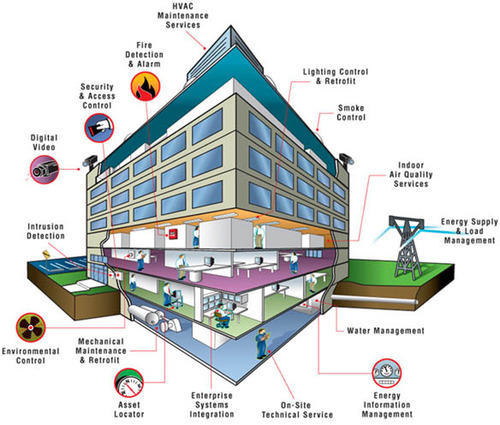 HVAC
Maintenance
Services
Fire
Detection
& Alarm
Lighting Control
& Retrofit
Security
& Access
Control
Smoke
Control
Digital
Video
Indoor
Air Quality
Services
Energy Supply
& Load
Management
Intrusion
Detection
Water Management
Environmental
Control
Mechanical
Maintenance
& Retrofit
Asset
Locator
Enterprise
Systems
Integration
On-Site
Technical Service
Energy
Information
Management